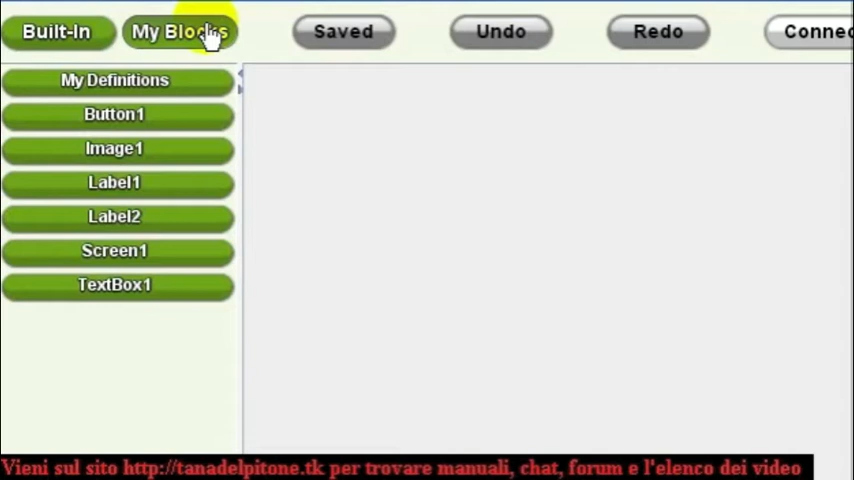 Built-In My Blocks Saved Undo Redo Connec
My Definitions
Button1
Image1
Label1
Label2
Screen1
TextBox1
Vieni sul sito http://tanadelpitone.tk per trovare manuali, chat, forum e l'elenco dei video